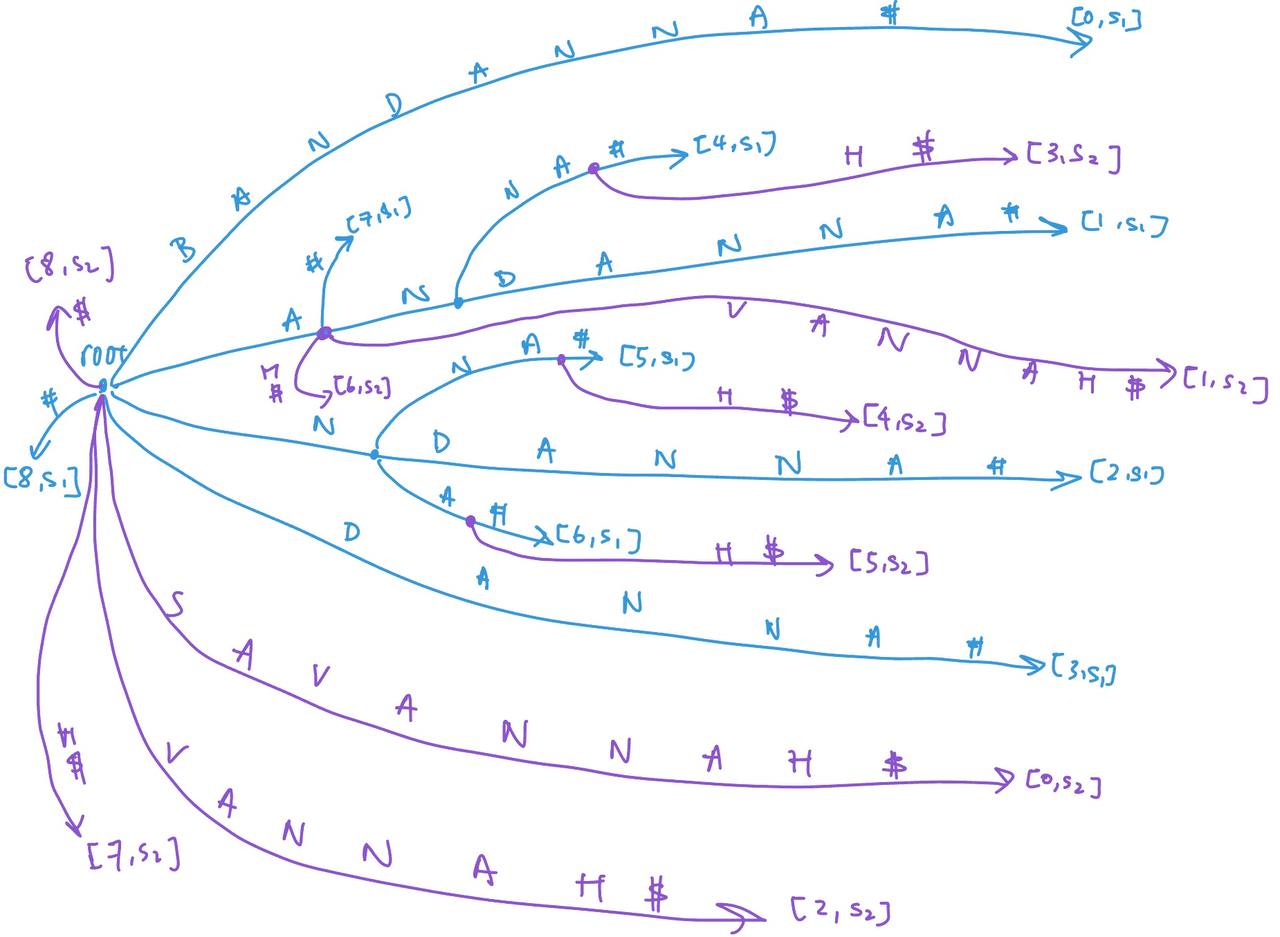 B A N D A N N A # [0,S1]
N A # [4,S1]
H $ [3,S2]
# [7,S1]
A N D A N N A # [1,S1]
V A N N A H $ [1,S2]
H $ [6,S2]
[8,S2]
$
root
# [8,S1]
N
N A # [5,S1]
H $ [4,S2]
D A N N A # [2,S1]
A # [6,S1]
H $ [5,S2]
D A N N A # [3,S1]
S A V A N N A H $ [0,S2]
V A N N A H $ [2,S2]
H $ [7,S2]